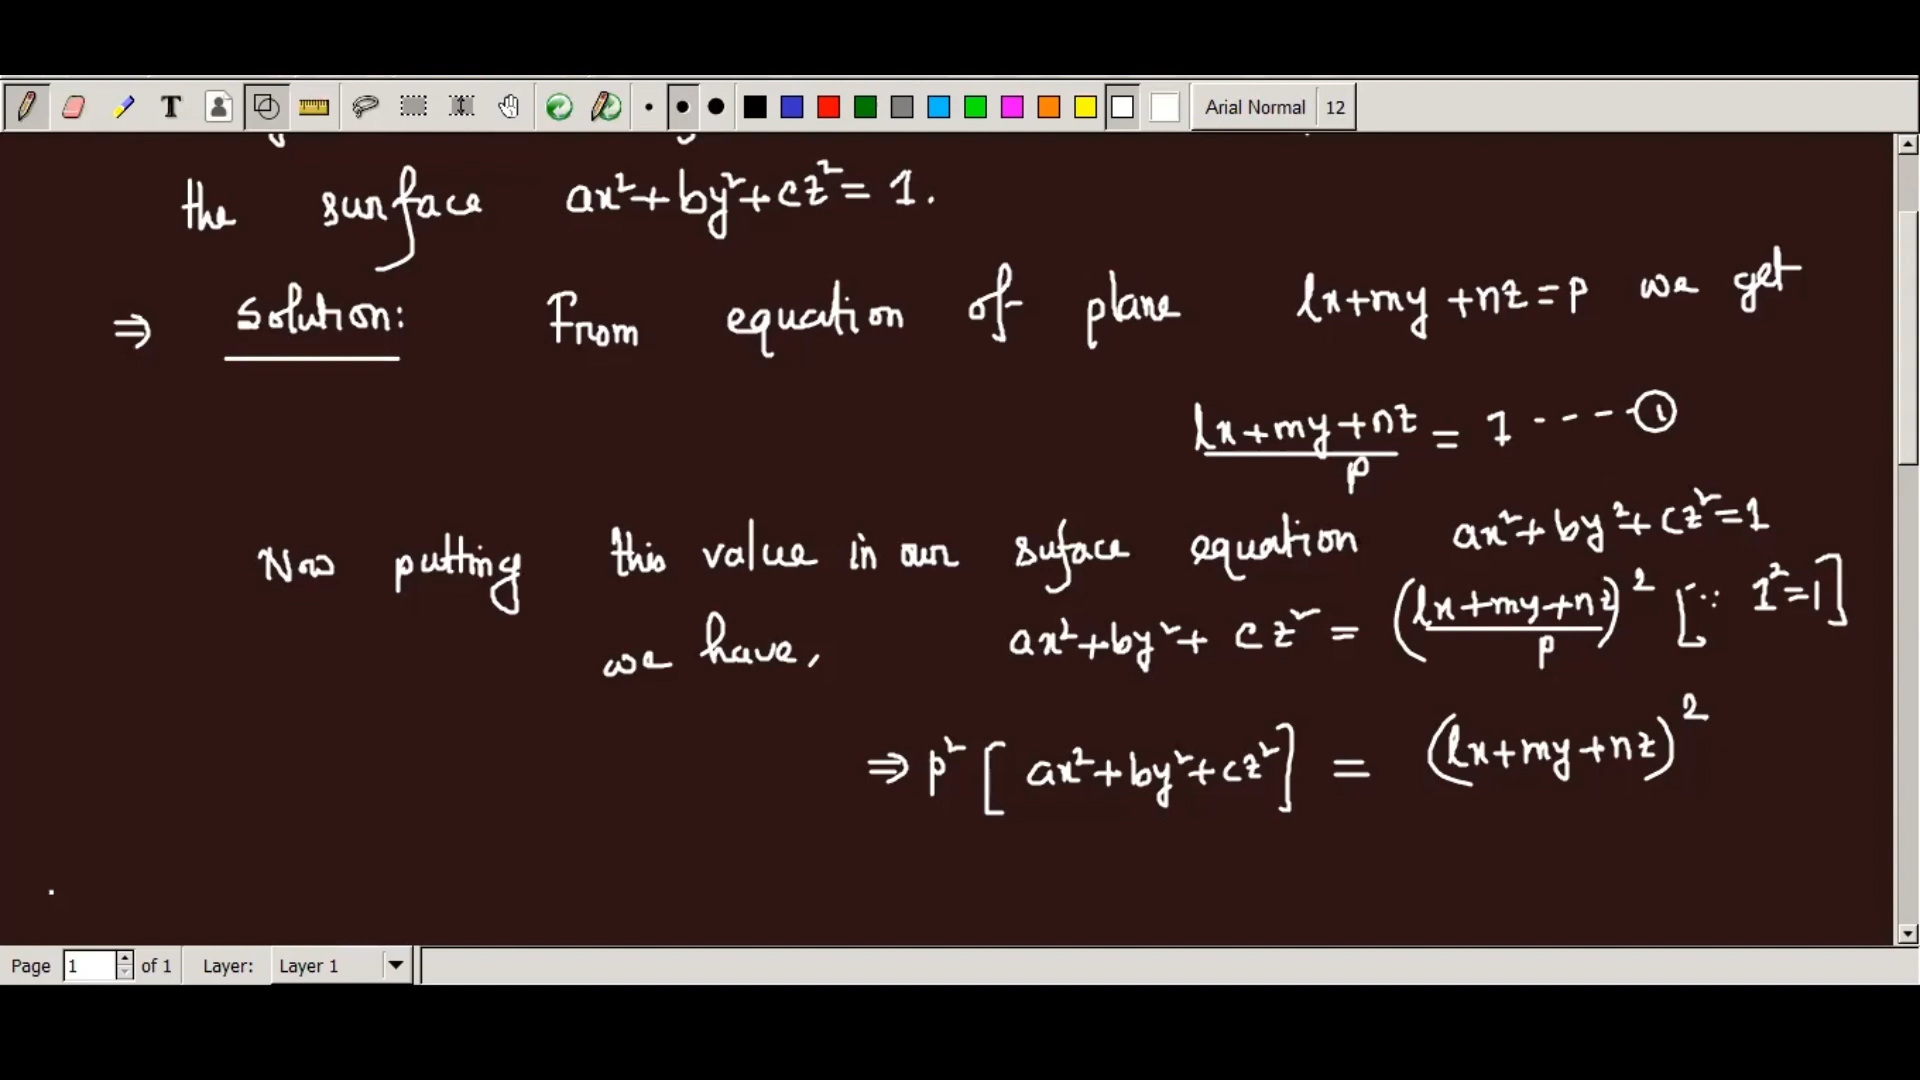 T Arial Normal 12
the surface ax²+by²+cz²= 1.
⇒ Solution: From equation of plane lx+my+nz=p we get
(lx+my+nz)/p = 1 ---- ①
Now putting this value in our suface equation ax²+by²+cz²=1
we have, ax²+by²+cz² = ((lx+my+nz)/p)² [∵ 1²=1]
⇒ p² [ax²+by²+cz²] = (lx+my+nz)²
Page 1 of 1 Layer: Layer 1